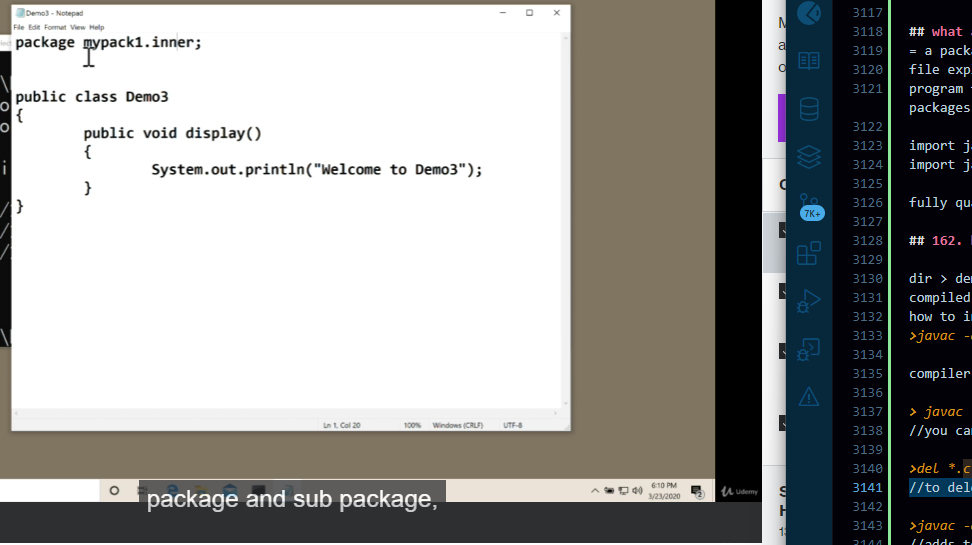 Demo3 - Notepad
File Edit Format View Help
package mypack1.inner;
public class Demo3
{
public void display()
{
System.out.println("Welcome to Demo3");
}
}
Ln 1, Col 20 100% Windows (CRLF) UTF-8
6:10 PM
3/23/2020
2
package and sub package,
Udemy
7K+
3117
3118 ## what
3119 = a pack
3120 file exp
3121 program
packages
3122
3123 import j
3124 import j
3125
3126 fully qu
3127
3128 ## 162.
3129
3130 dir > de
3131 compiled
3132 how to i
3133 >javac -
3134
3135 compiler
3136
3137 > javac
3138 //you ca
3139
3140 >del *.c
3141 //to del
3142
3143 >javac -
3144 //adds t